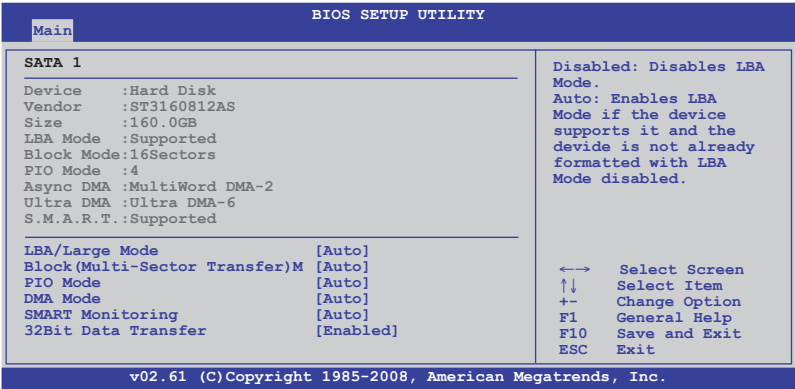 BIOS SETUP UTILITY
Main
SATA 1
Device :Hard Disk
Vendor :ST3160812AS
Size :160.0GB
LBA Mode :Supported
Block Mode:16Sectors
PIO Mode :4
Async DMA :MultiWord DMA-2
Ultra DMA :Ultra DMA-6
S.M.A.R.T.:Supported
LBA/Large Mode [Auto]
Block(Multi-Sector Transfer)M [Auto]
PIO Mode [Auto]
DMA Mode [Auto]
SMART Monitoring [Auto]
32Bit Data Transfer [Enabled]
Disabled: Disables LBA
Mode.
Auto: Enables LBA
Mode if the device
supports it and the
devide is not already
formatted with LBA
Mode disabled.
←→ Select Screen
↑↓ Select Item
+- Change Option
F1 General Help
F10 Save and Exit
ESC Exit
v02.61 (C)Copyright 1985-2008, American Megatrends, Inc.